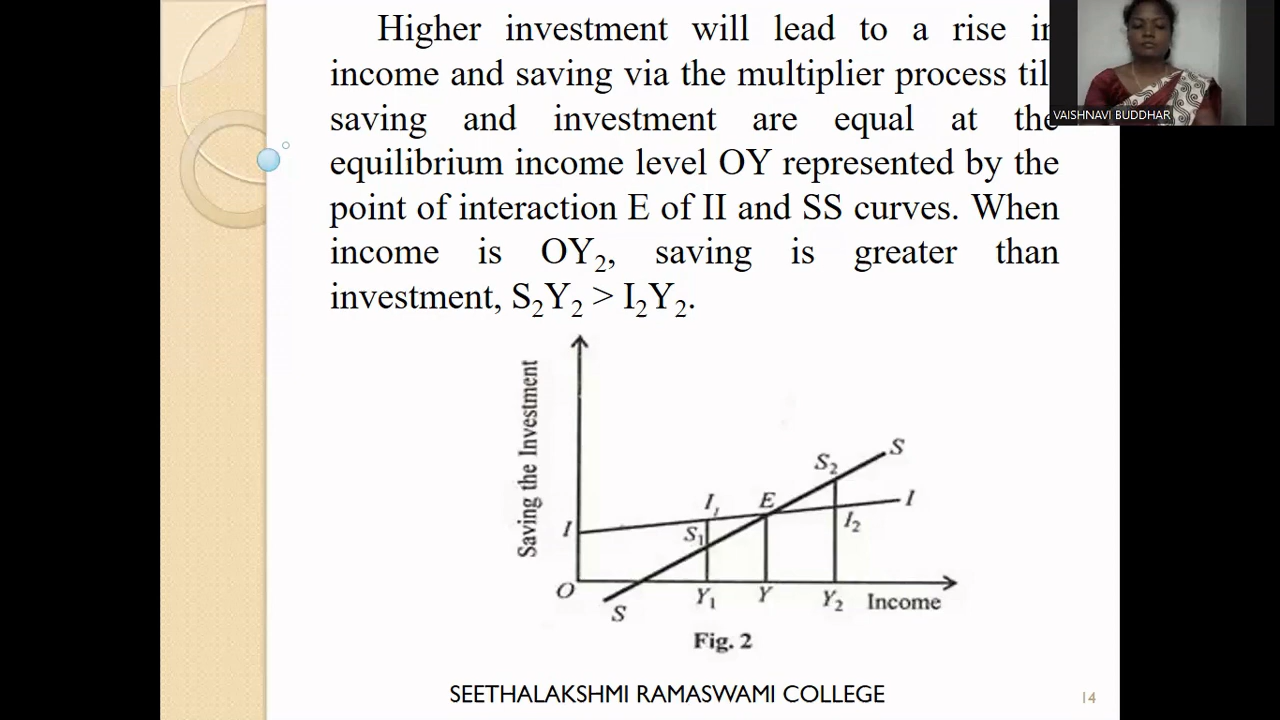 Higher investment will lead to a rise in
income and saving via the multiplier process til
saving and investment are equal at the
equilibrium income level OY represented by the
point of interaction E of II and SS curves. When
income is OY₂, saving is greater than
investment, S₂Y₂ > I₂Y₂.
VAISHNAVI BUDDHAR
Saving the Investment
S
S₂
I
E
I₁
I₂
S₁
I
O
S
Y₁
Y
Y₂
Income
Fig. 2
SEETHALAKSHMI RAMASWAMI COLLEGE
14